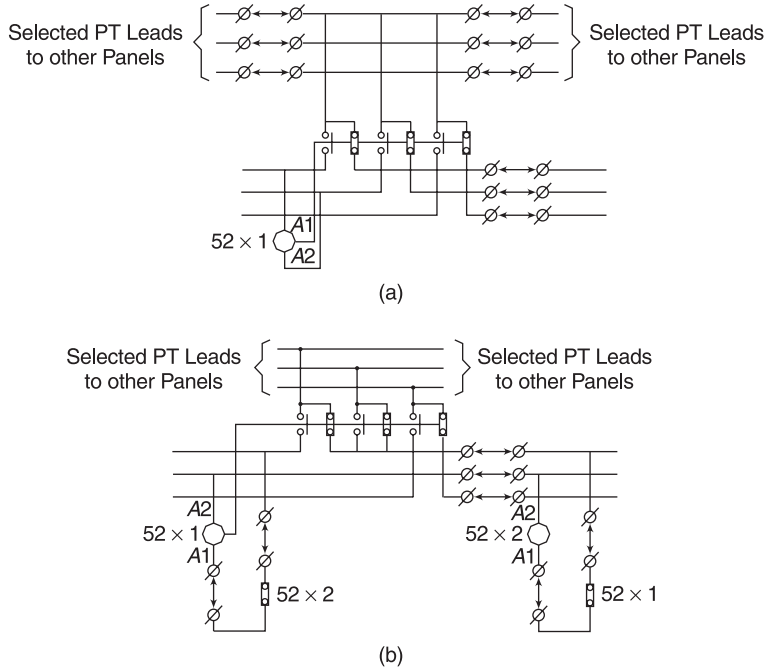 Selected PT Leads
to other Panels
Selected PT Leads
to other Panels
A1
52 × 1
A2
(a)
Selected PT Leads
to other Panels
Selected PT Leads
to other Panels
A2
52 × 1
A1
52 × 2
A2
52 × 2
A1
52 × 1
(b)